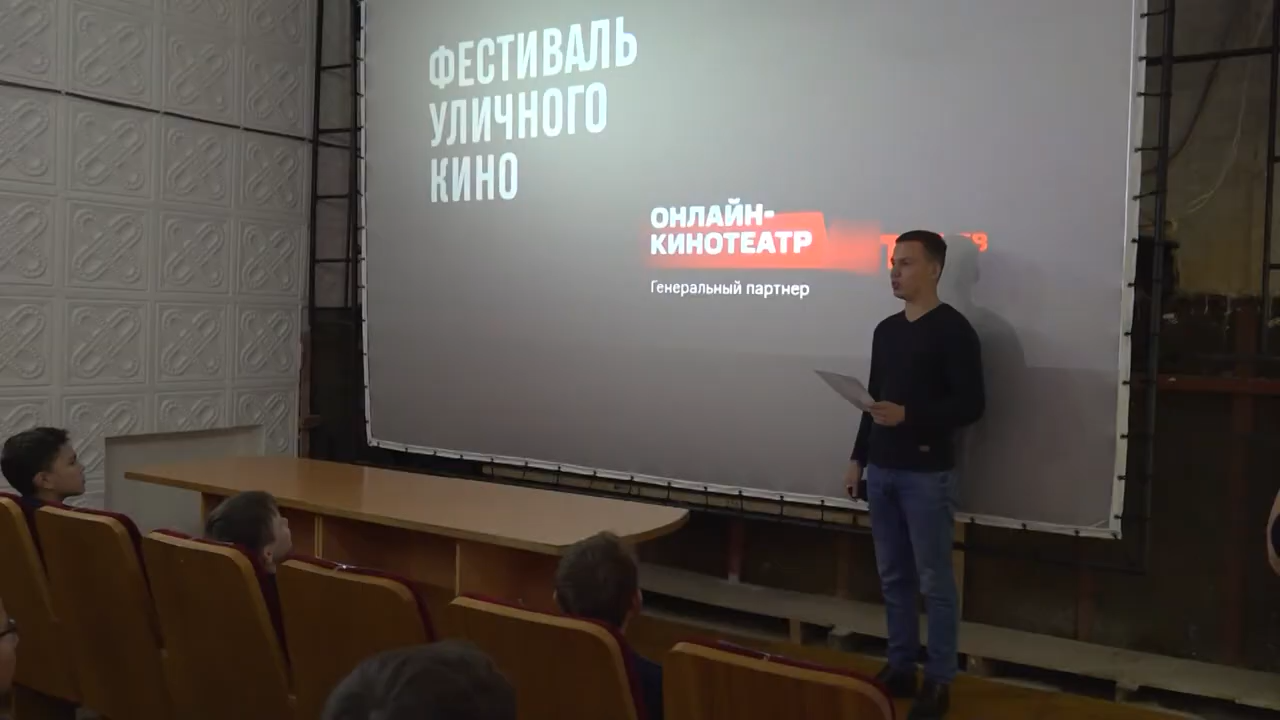 ФЕСТИВАЛЬ
УЛИЧНОГО
КИНО
ОНЛАЙН-
КИНОТЕАТР
Генеральный партнер